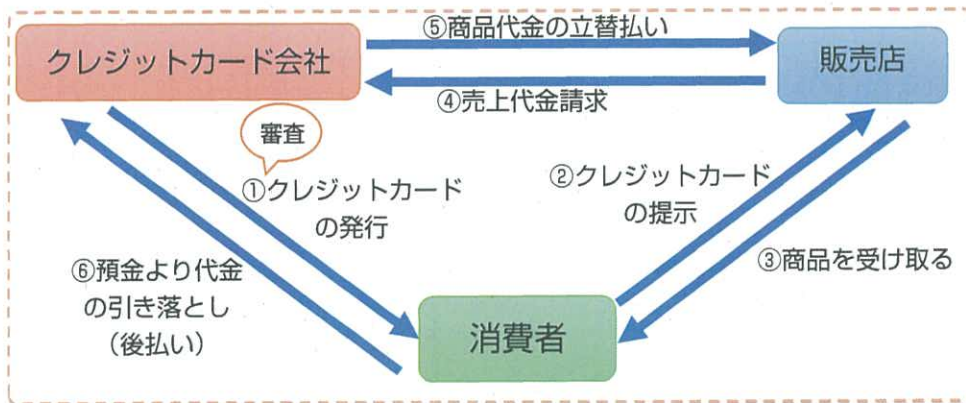 ⑤商品代金の立替払い
クレジットカード会社
販売店
④売上代金請求
審査
①クレジットカード
の発行
②クレジットカード
の提示
③商品を受け取る
⑥預金より代金
の引き落とし
（後払い）
消費者